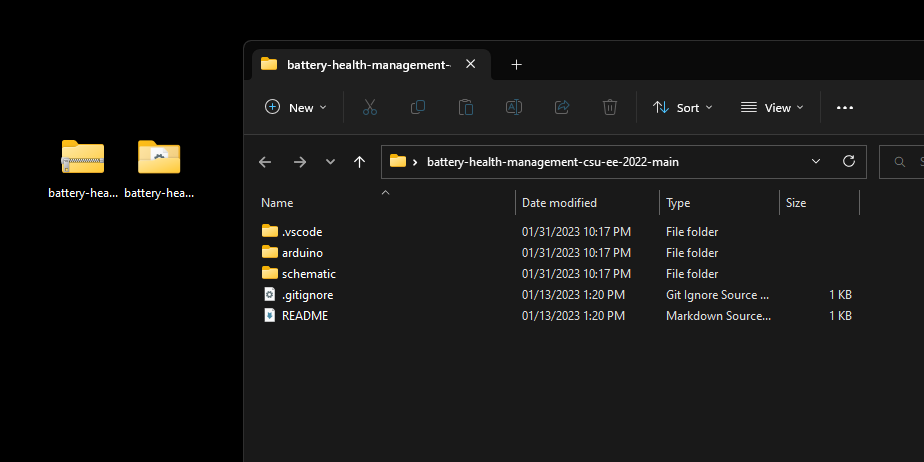 battery-health-management-
New
Sort
View
battery-health-management-csu-ee-2022-main
battery-hea... battery-hea...
Name Date modified Type Size
.vscode 01/31/2023 10:17 PM File folder
arduino 01/31/2023 10:17 PM File folder
schematic 01/31/2023 10:17 PM File folder
.gitignore 01/13/2023 1:20 PM Git Ignore Source ... 1 KB
README 01/13/2023 1:20 PM Markdown Source... 1 KB